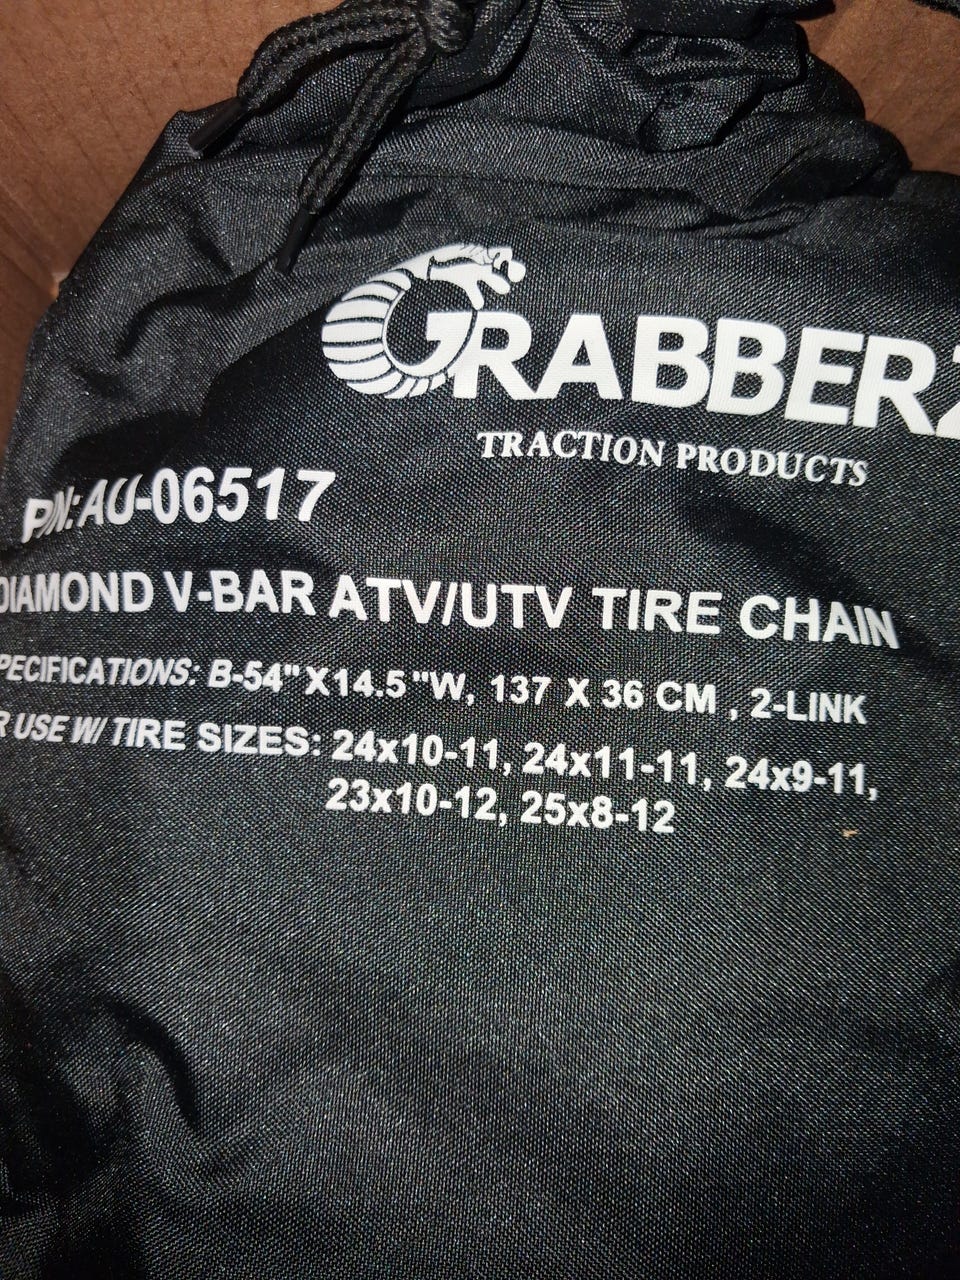 GRABBERZ
TRACTION PRODUCTS
P/N: AU-06517
DIAMOND V-BAR ATV/UTV TIRE CHAIN
PECIFICATIONS: B-54" X 14.5 "W, 137 X 36 CM , 2-LINK
R USE W/ TIRE SIZES: 24x10-11, 24x11-11, 24x9-11,
23x10-12, 25x8-12